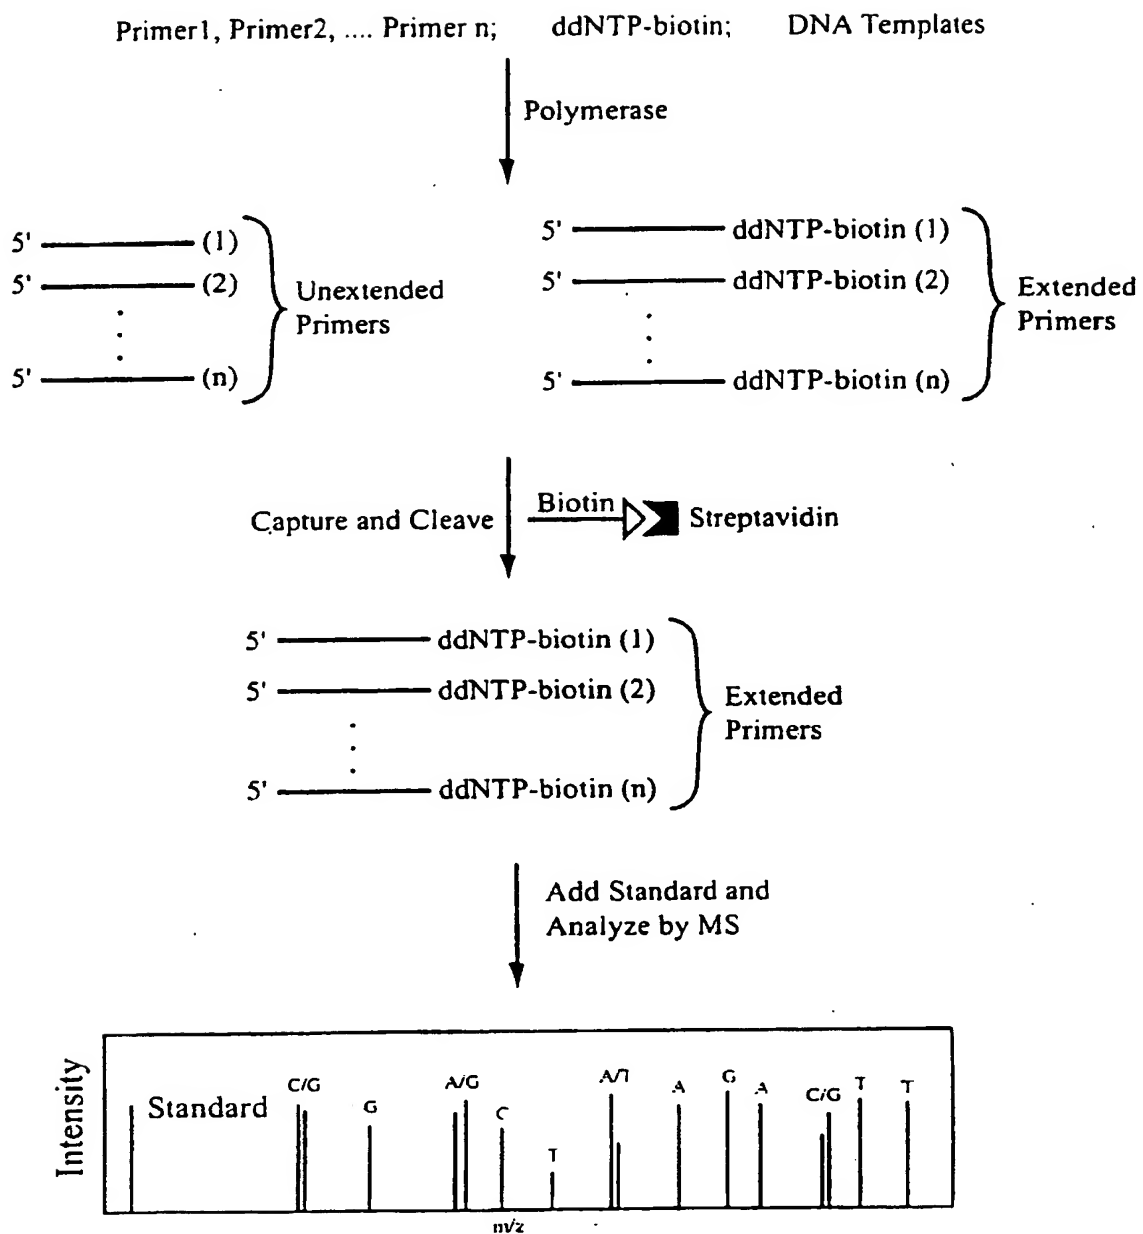 Primer1, Primer2, .... Primer n; ddNTP-biotin; DNA Templates
Polymerase
5' (1)
5' (2)
5' (n)
Unextended
Primers
5' ddNTP-biotin (1)
5' ddNTP-biotin (2)
5' ddNTP-biotin (n)
Extended
Primers
Capture and Cleave
Biotin
Streptavidin
5' ddNTP-biotin (1)
5' ddNTP-biotin (2)
5' ddNTP-biotin (n)
Extended
Primers
Add Standard and
Analyze by MS
Intensity
Standard
C/G
G
A/G
C
T
A/T
A
G
A
C/G
T
T
m/z